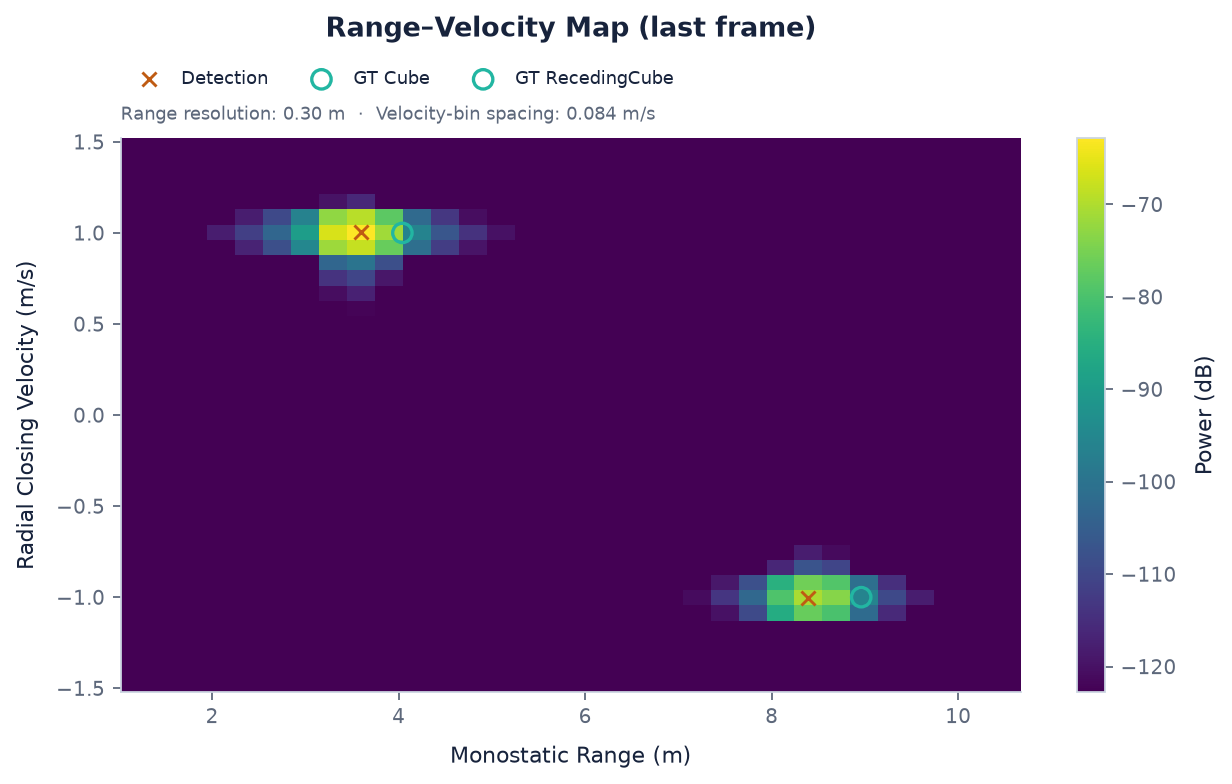 Range–Velocity Map (last frame)
Detection GT Cube GT RecedingCube
Range resolution: 0.30 m · Velocity-bin spacing: 0.084 m/s
Radial Closing Velocity (m/s)
1.5
1.0
0.5
0.0
−0.5
−1.0
−1.5
2 4 6 8 10
Monostatic Range (m)
−70
−80
−90
−100
−110
−120
Power (dB)